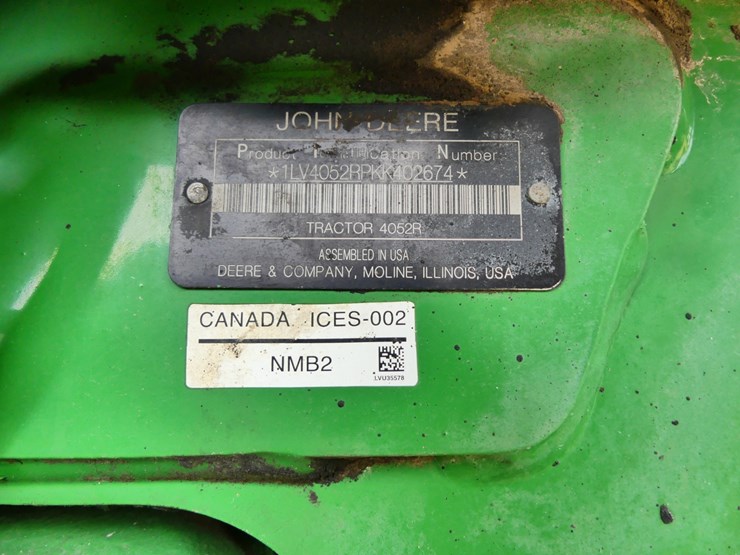 JOHN DEERE
Product Identification Number
*1LV4052RPKK402674*
TRACTOR 4052R
ASSEMBLED IN USA
DEERE & COMPANY, MOLINE, ILLINOIS, USA
CANADA ICES-002
NMB2
LVU35578